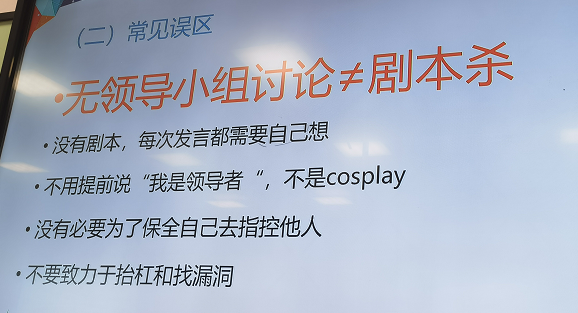 （二）常见误区
•无领导小组讨论≠剧本杀
•没有剧本，每次发言都需要自己想
•不用提前说“我是领导者“，不是cosplay
•没有必要为了保全自己去指控他人
•不要致力于抬杠和找漏洞